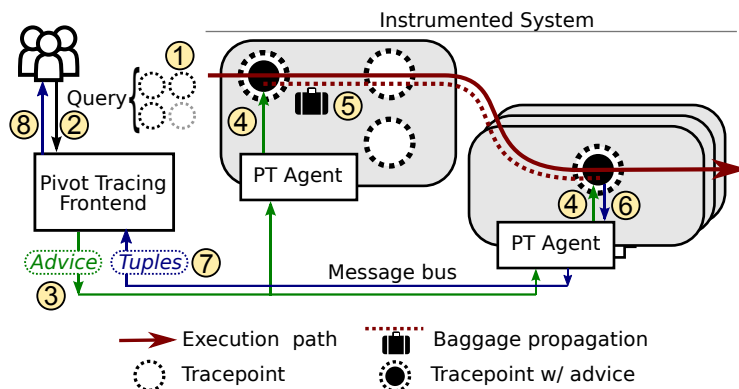 Instrumented System
1
Query
8
2
4
5
PT Agent
Pivot Tracing
Frontend
4
6
PT Agent
Advice
Tuples
7
3
Message bus
Execution path
Baggage propagation
Tracepoint
Tracepoint w/ advice